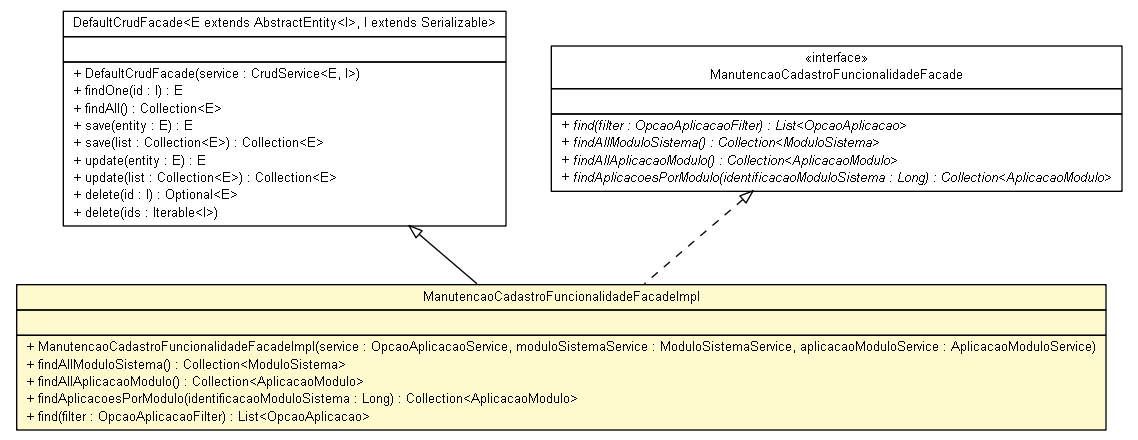 DefaultCrudFacade<E extends AbstractEntity<I>, I extends Serializable>
+ DefaultCrudFacade(service : CrudService<E, I>)
+ findOne(id : I) : E
+ findAll() : Collection<E>
+ save(entity : E) : E
+ save(list : Collection<E>) : Collection<E>
+ update(entity : E) : E
+ update(list : Collection<E>) : Collection<E>
+ delete(id : I) : Optional<E>
+ delete(ids : Iterable<I>)
«interface»
ManutencaoCadastroFuncionalidadeFacade
+ find(filter : OpcaoAplicacaoFilter) : List<OpcaoAplicacao>
+ findAllModuloSistema() : Collection<ModuloSistema>
+ findAllAplicacaoModulo() : Collection<AplicacaoModulo>
+ findAplicacoesPorModulo(identificacaoModuloSistema : Long) : Collection<AplicacaoModulo>
ManutencaoCadastroFuncionalidadeFacadeImpl
+ ManutencaoCadastroFuncionalidadeFacadeImpl(service : OpcaoAplicacaoService, moduloSistemaService : ModuloSistemaService, aplicacaoModuloService : AplicacaoModuloService)
+ findAllModuloSistema() : Collection<ModuloSistema>
+ findAllAplicacaoModulo() : Collection<AplicacaoModulo>
+ findAplicacoesPorModulo(identificacaoModuloSistema : Long) : Collection<AplicacaoModulo>
+ find(filter : OpcaoAplicacaoFilter) : List<OpcaoAplicacao>